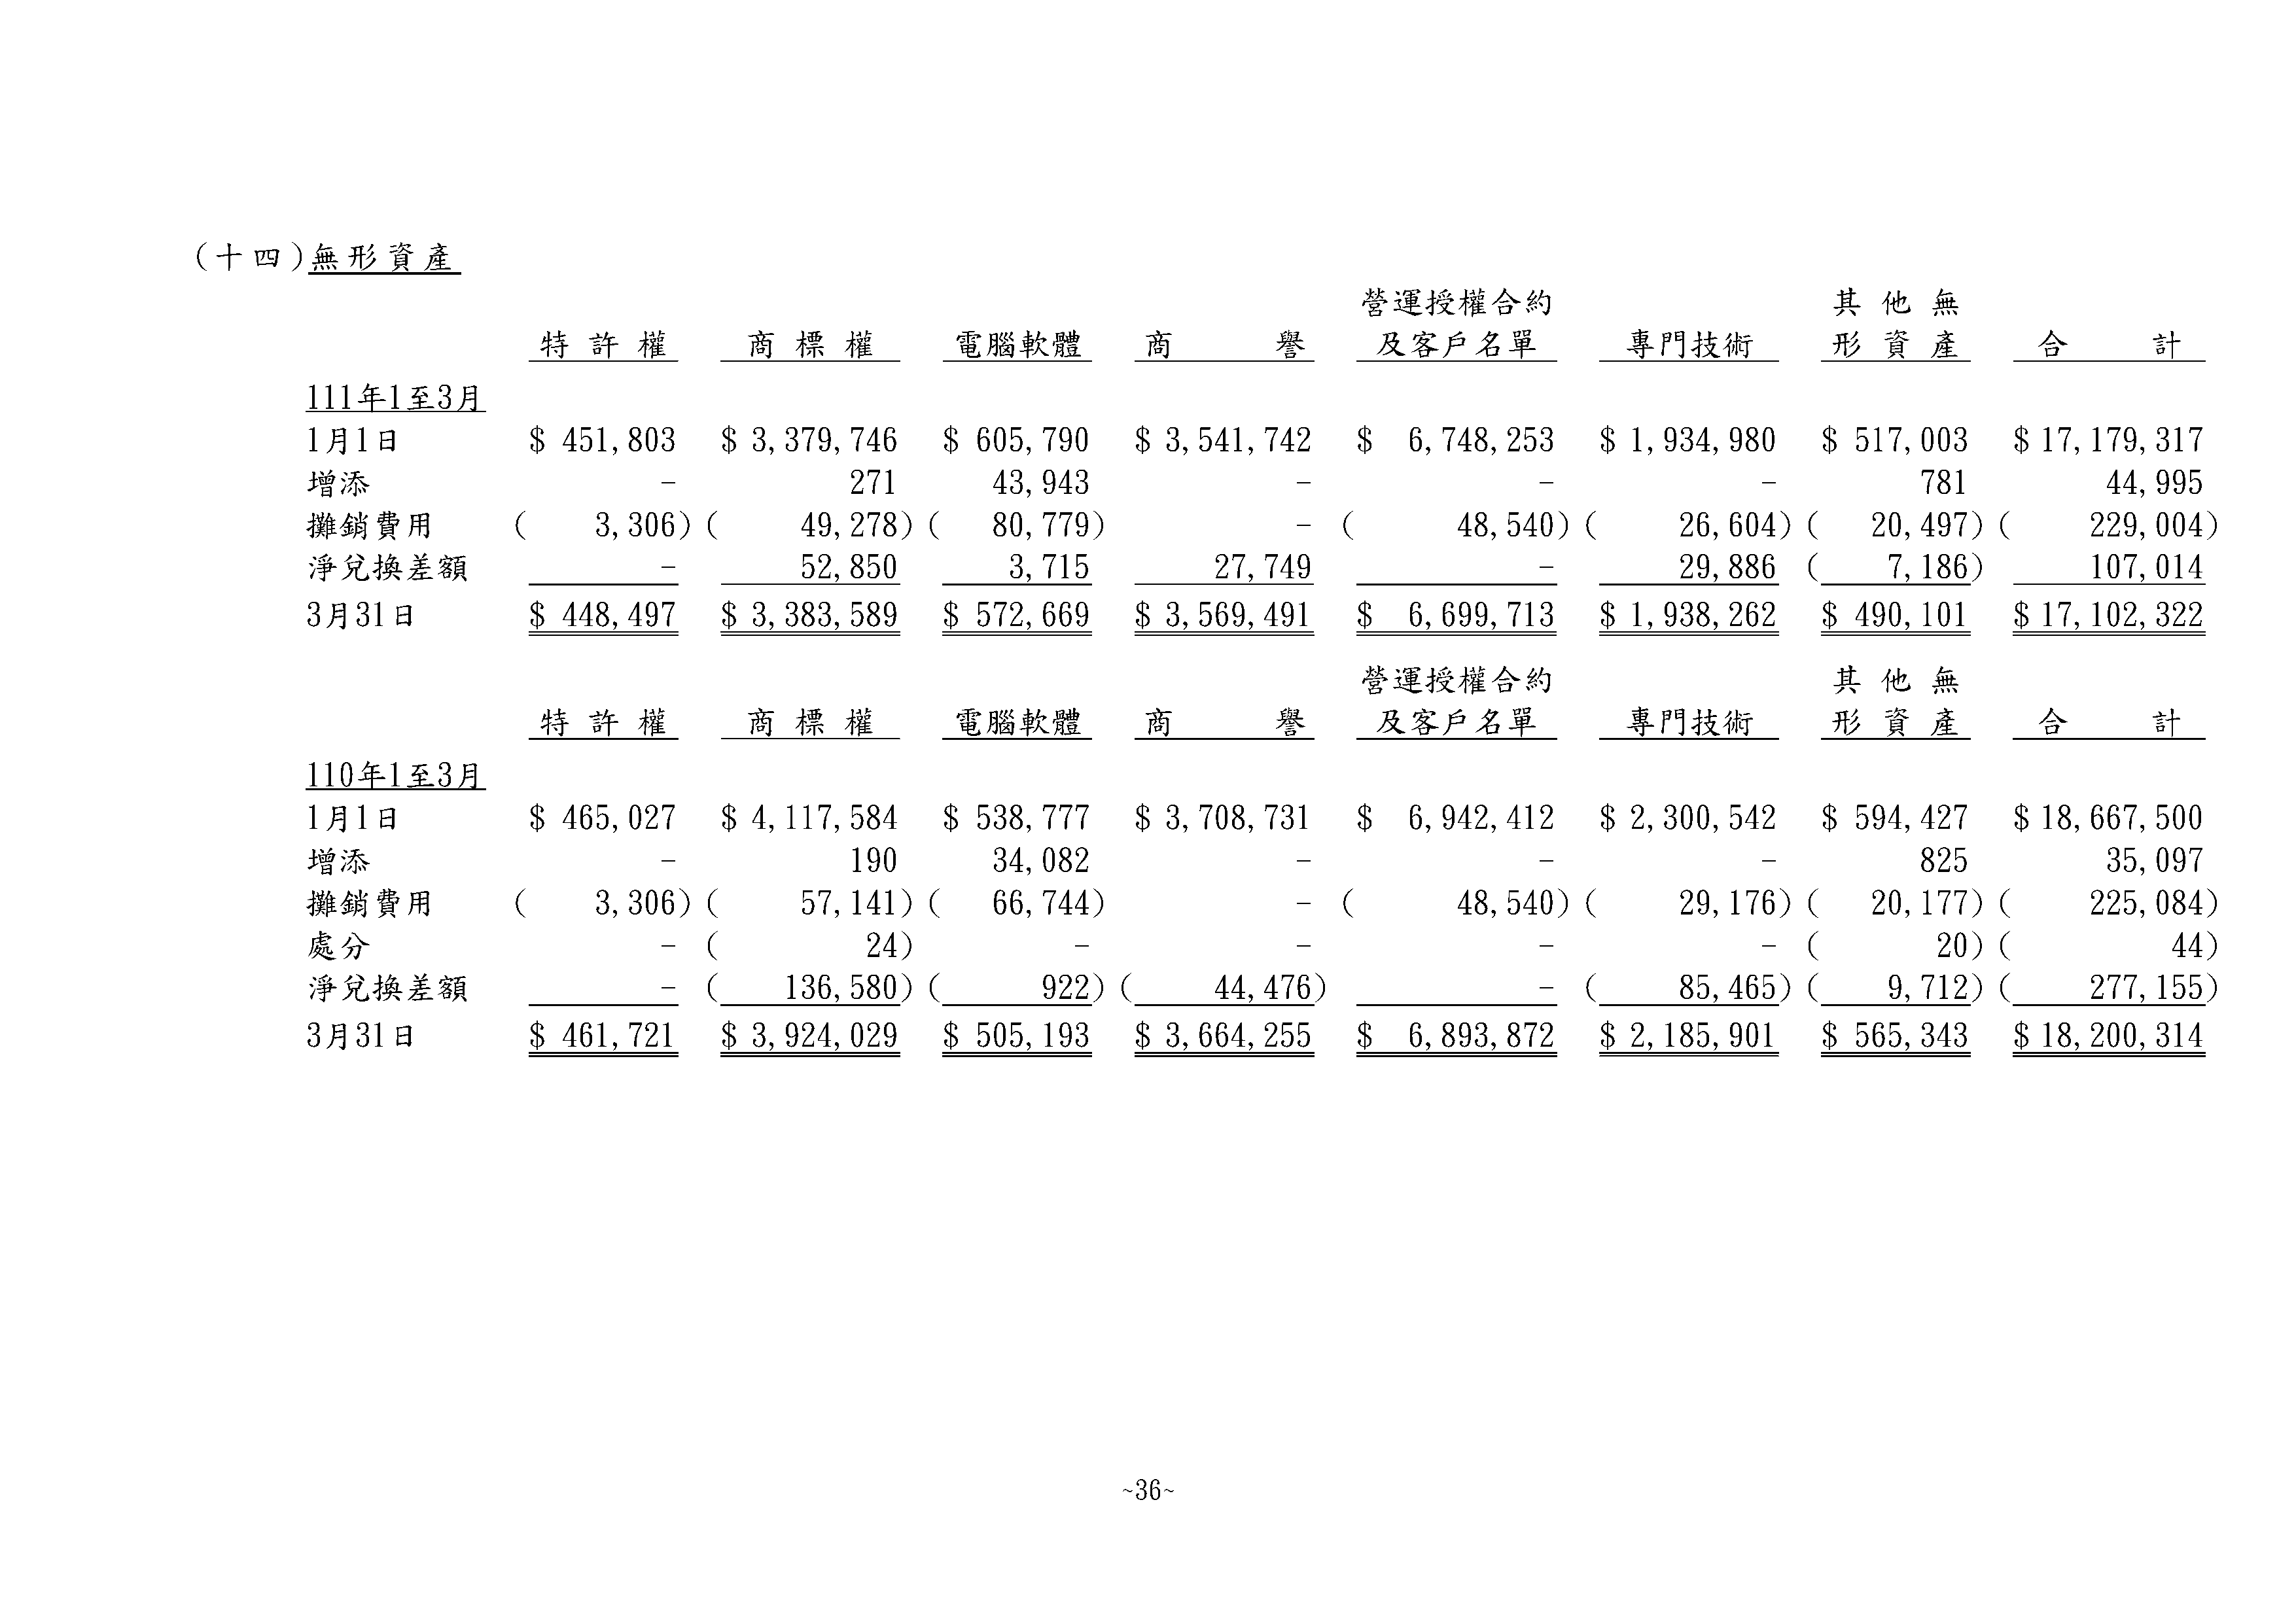 (十四)無形資產
營運授權合約 其他無
特許權 商標權 電腦軟體 商譽 及客戶名單 專門技術 形資產 合計
111年1至3月
1月1日 $ 451,803 $ 3,379,746 $ 605,790 $ 3,541,742 $ 6,748,253 $ 1,934,980 $ 517,003 $ 17,179,317
增添 - 271 43,943 - - - 781 44,995
攤銷費用 ( 3,306) ( 49,278) ( 80,779) - ( 48,540) ( 26,604) ( 20,497) ( 229,004)
淨兌換差額 - 52,850 3,715 27,749 - 29,886 ( 7,186) 107,014
3月31日 $ 448,497 $ 3,383,589 $ 572,669 $ 3,569,491 $ 6,699,713 $ 1,938,262 $ 490,101 $ 17,102,322
營運授權合約 其他無
特許權 商標權 電腦軟體 商譽 及客戶名單 專門技術 形資產 合計
110年1至3月
1月1日 $ 465,027 $ 4,117,584 $ 538,777 $ 3,708,731 $ 6,942,412 $ 2,300,542 $ 594,427 $ 18,667,500
增添 - 190 34,082 - - - 825 35,097
攤銷費用 ( 3,306) ( 57,141) ( 66,744) - ( 48,540) ( 29,176) ( 20,177) ( 225,084)
處分 - ( 24) - - - - ( 20) ( 44)
淨兌換差額 - ( 136,580) ( 922) ( 44,476) - ( 85,465) ( 9,712) ( 277,155)
3月31日 $ 461,721 $ 3,924,029 $ 505,193 $ 3,664,255 $ 6,893,872 $ 2,185,901 $ 565,343 $ 18,200,314
~36~